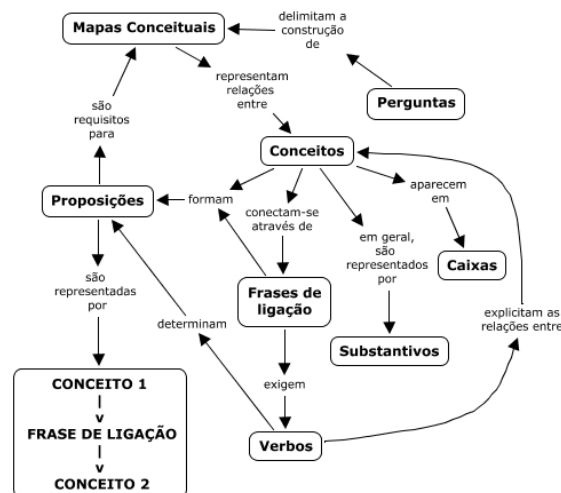 delimitam a
construção
de
Mapas Conceituais
representam
relações
entre
Perguntas
são
requisitos
para
Conceitos
Proposições
formam
conectam-se
através de
aparecem
em
em geral,
são
representados
por
Caixas
são
representadas
por
Frases de
ligação
explicitam as
relações entre
determinam
Substantivos
exigem
CONCEITO 1
|
v
FRASE DE LIGAÇÃO
|
v
CONCEITO 2
Verbos